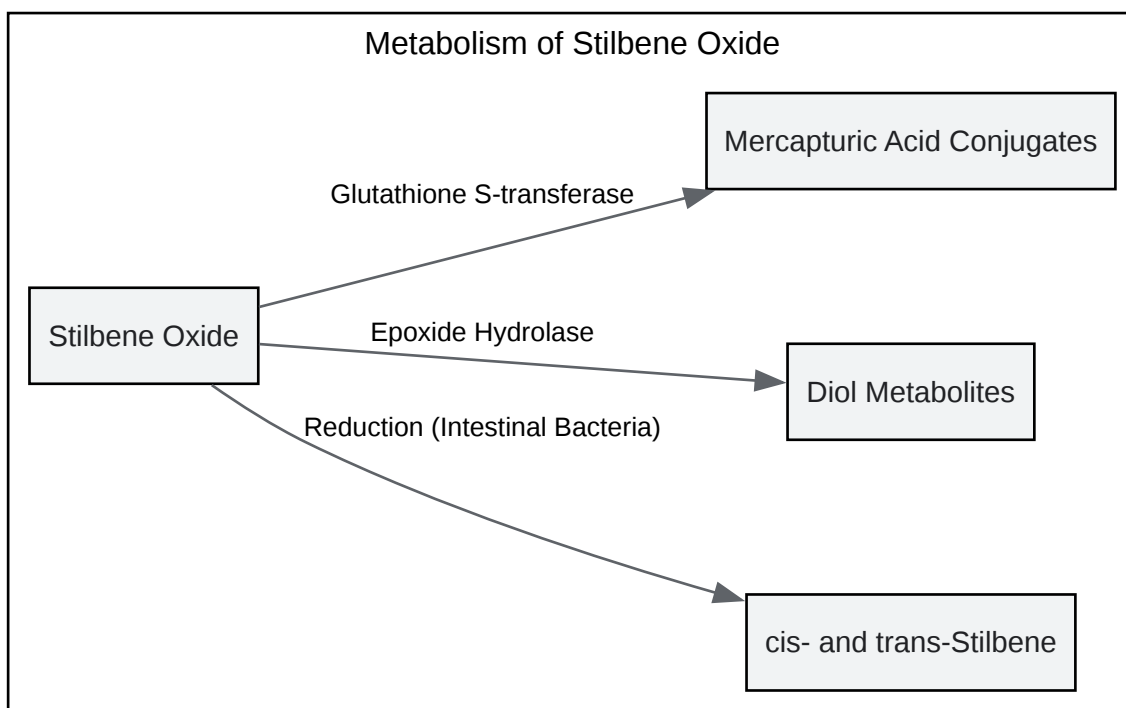 Metabolism of Stilbene Oxide
Mercapturic Acid Conjugates
Glutathione S-transferase
Stilbene Oxide
Epoxide Hydrolase
Diol Metabolites
Reduction (Intestinal Bacteria)
cis- and trans-Stilbene